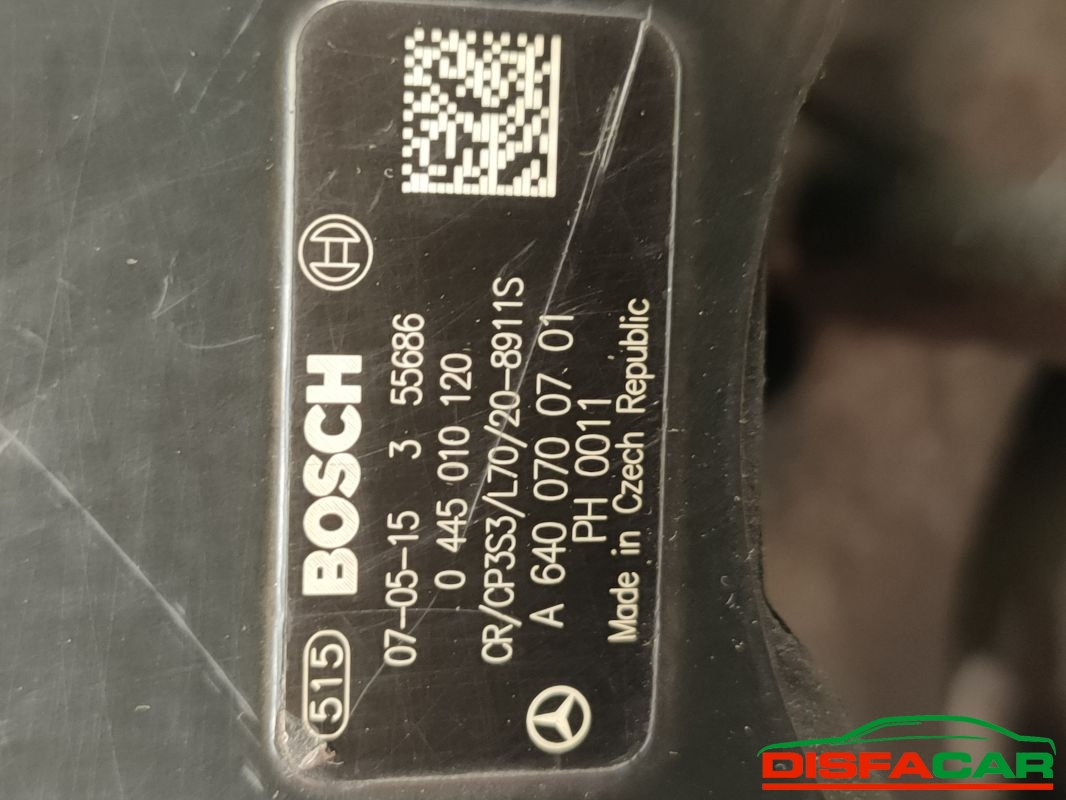 515 BOSCH
07-05-15 3 55686
0 445 010 120
CR/CP3S3/L70/20-8911S
A 640 070 07 01
PH 0011
Made in Czech Republic
DISFACAR